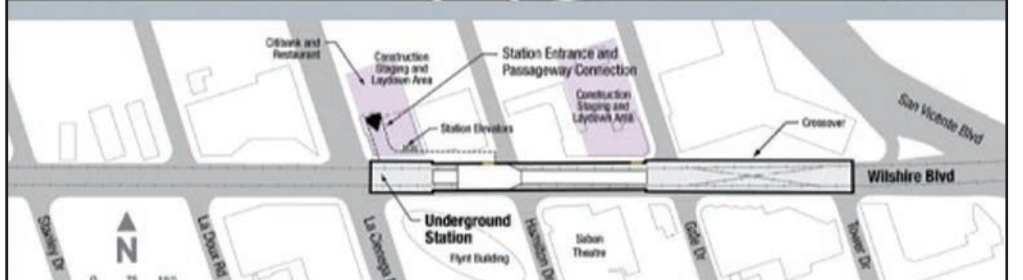 Citibank and
Restaurant
Construction
Staging and
Laydown Area
Station Entrance and
Passageway Connection
Construction
Staging and
Laydown Area
Station Elevators
Crossover
San Vicente Blvd
Wilshire Blvd
Stanley Dr
La Doux Rd
La Cienega
Underground
Station
Flynt Building
Hamilton Dr
Saban
Theatre
Gale Dr
Tower Dr
N
0 75 150